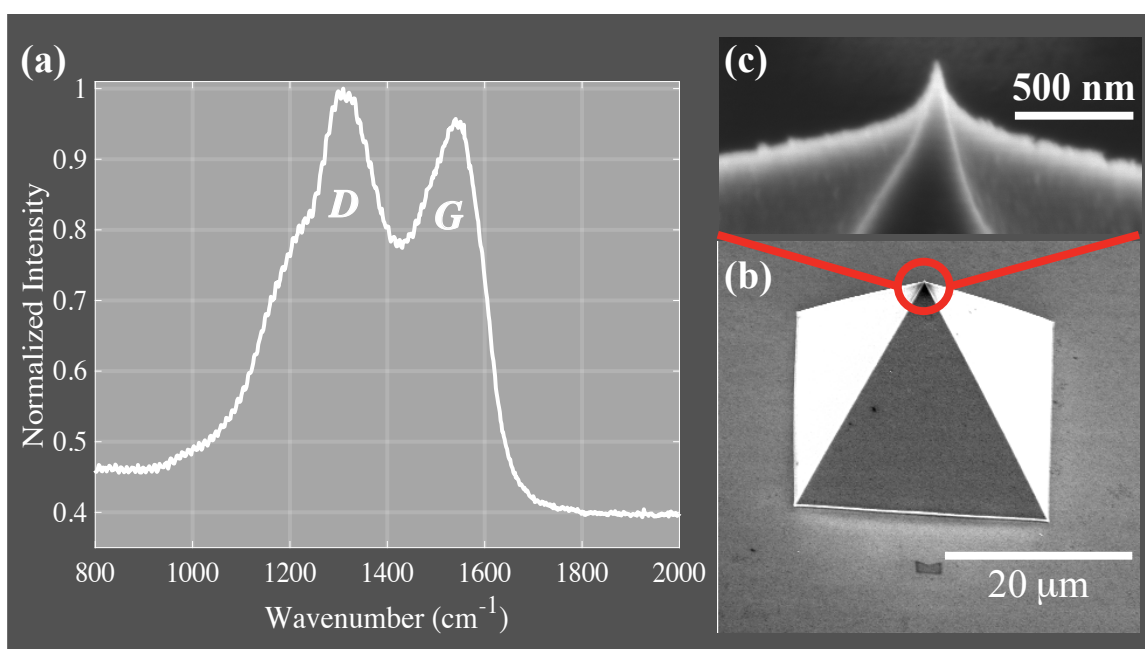 (a)
Normalized Intensity
1
0.9
0.8
0.7
0.6
0.5
0.4
D
G
800 1000 1200 1400 1600 1800 2000
Wavenumber (cm-1)
(c)
500 nm
(b)
20 μm